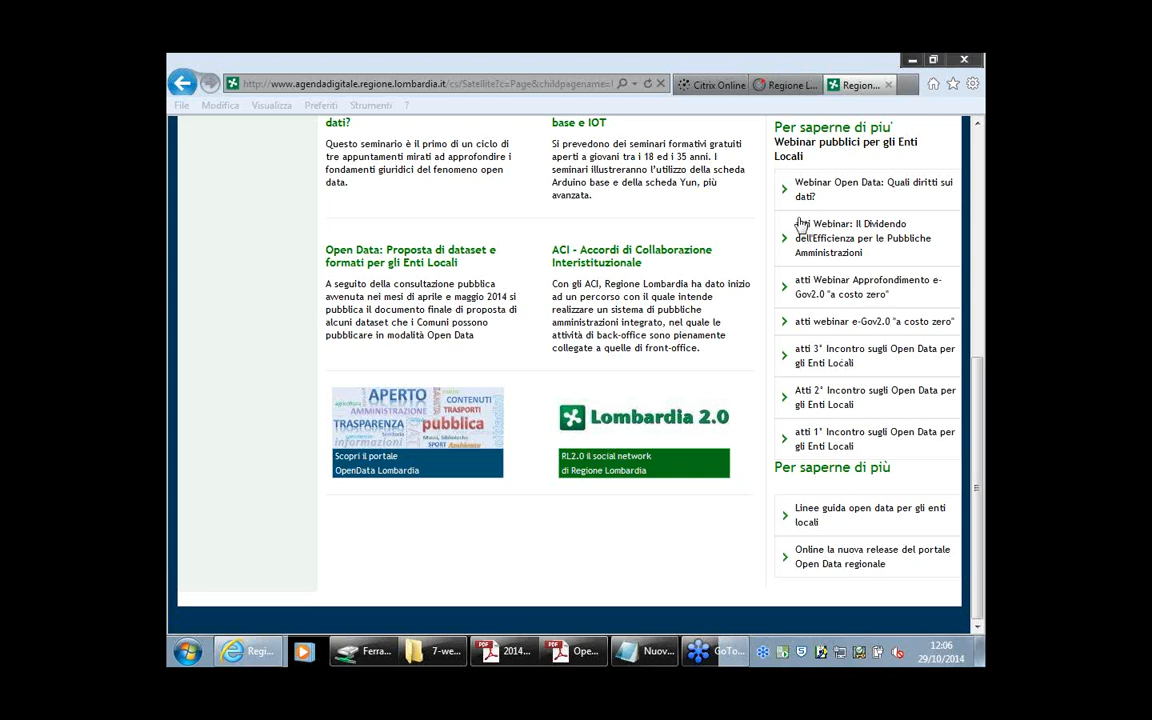 http://www.agendadigitale.regione.lombardia.it/cs/Satellite?c=Page&childpagename=
Citrix Online
Regione L...
Region...
File
Modifica
Visualizza
Preferiti
Strumenti
?
dati?
Questo seminario è il primo di un ciclo di
tre appuntamenti mirati ad approfondire i
fondamenti giuridici del fenomeno open
data.
base e IOT
Si prevedono dei seminari formativi gratuiti
aperti a giovani tra i 18 ed i 35 anni. I
seminari illustreranno l'utilizzo della scheda
Arduino base e della scheda Yun, più
avanzata.
Open Data: Proposta di dataset e
formati per gli Enti Locali
A seguito della consultazione pubblica
avvenuta nei mesi di aprile e maggio 2014 si
pubblica il documento finale di proposta di
alcuni dataset che i Comuni possono
pubblicare in modalità Open Data
ACI - Accordi di Collaborazione
Interistituzionale
Con gli ACI, Regione Lombardia ha dato inizio
ad un percorso con il quale intende
realizzare un sistema di pubbliche
amministrazioni integrato, nel quale le
attività di back-office sono pienamente
collegate a quelle di front-office.
APERTO
CONTENUTI
AMMINISTRAZIONE
TRASPORTI
TRASPARENZA
pubblica
Musei, biblioteche
informazioni
SPORT Ambiente
Scopri il portale
OpenData Lombardia
Lombardia 2.0
RL2.0 il social network
di Regione Lombardia
Per saperne di piu'
Webinar pubblici per gli Enti
Locali
Webinar Open Data: Quali diritti sui
dati?
Webinar: Il Dividendo
dell'Efficienza per le Pubbliche
Amministrazioni
atti Webinar Approfondimento e-
Gov2.0 "a costo zero"
atti webinar e-Gov2.0 "a costo zero"
atti 3° Incontro sugli Open Data per
gli Enti Locali
Atti 2° Incontro sugli Open Data per
gli Enti Locali
atti 1° Incontro sugli Open Data per
gli Enti Locali
Per saperne di più
Linee guida open data per gli enti
locali
Online la nuova release del portale
Open Data regionale
Regi...
Ferra...
7-we...
2014...
Ope...
Nuov...
GoTo...
12:06
29/10/2014